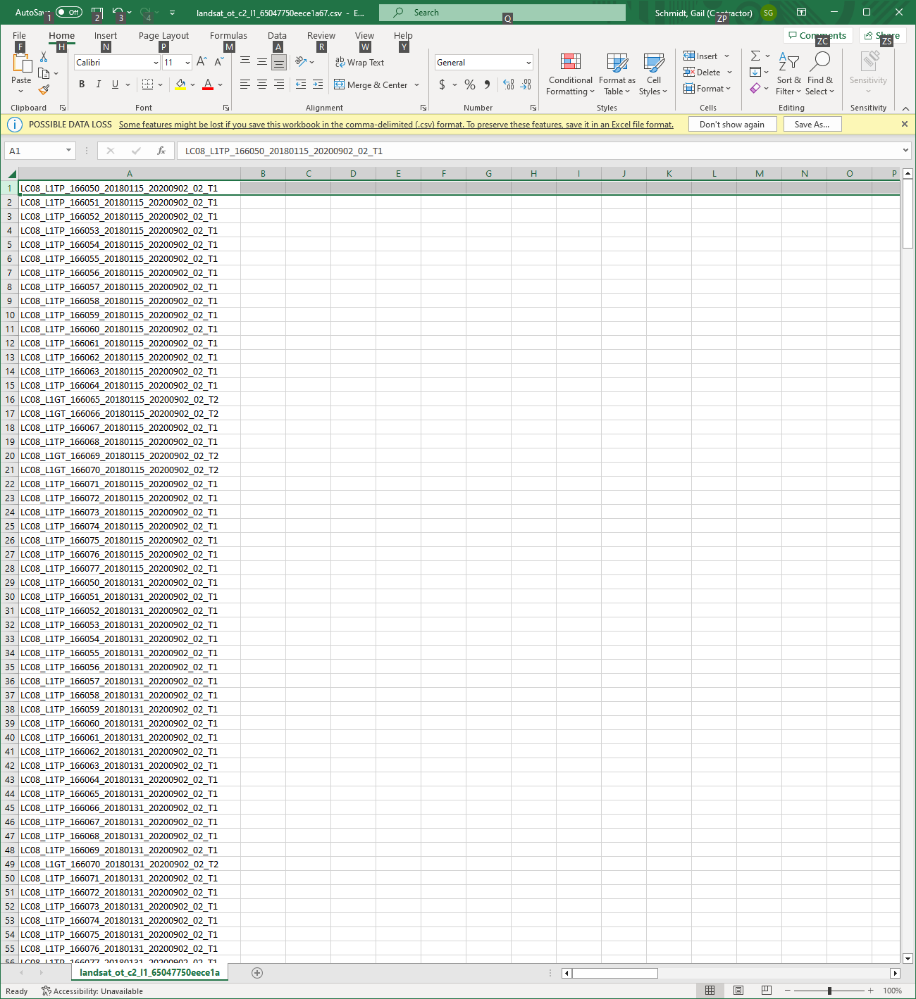 AutoSave Off landsat_ot_c2_l1_65047750eece1a67.csv - E... Search Schmidt, Gail (Contractor) SG
1 2 3 4 Q ZP
File Home Insert Page Layout Formulas Data Review View Help Comments Share
F H N P M A R W Y ZC ZS
Paste Calibri 11 Wrap Text General Conditional Formatting Format as Table Cell Styles Insert Delete Format Sort & Filter Find & Select Sensitivity
B I U A Merge & Center $ % 9
Clipboard Font Alignment Number Styles Cells Editing Sensitivity
POSSIBLE DATA LOSS Some features might be lost if you save this workbook in the comma-delimited (.csv) format. To preserve these features, save it in an Excel file format. Don't show again Save As...
A1 fx LC08_L1TP_166050_20180115_20200902_02_T1
A B C D E F G H I J K L M N O P
1 LC08_L1TP_166050_20180115_20200902_02_T1
2 LC08_L1TP_166051_20180115_20200902_02_T1
3 LC08_L1TP_166052_20180115_20200902_02_T1
4 LC08_L1TP_166053_20180115_20200902_02_T1
5 LC08_L1TP_166054_20180115_20200902_02_T1
6 LC08_L1TP_166055_20180115_20200902_02_T1
7 LC08_L1TP_166056_20180115_20200902_02_T1
8 LC08_L1TP_166057_20180115_20200902_02_T1
9 LC08_L1TP_166058_20180115_20200902_02_T1
10 LC08_L1TP_166059_20180115_20200902_02_T1
11 LC08_L1TP_166060_20180115_20200902_02_T1
12 LC08_L1TP_166061_20180115_20200902_02_T1
13 LC08_L1TP_166062_20180115_20200902_02_T1
14 LC08_L1TP_166063_20180115_20200902_02_T1
15 LC08_L1TP_166064_20180115_20200902_02_T1
16 LC08_L1GT_166065_20180115_20200902_02_T2
17 LC08_L1GT_166066_20180115_20200902_02_T2
18 LC08_L1TP_166067_20180115_20200902_02_T1
19 LC08_L1TP_166068_20180115_20200902_02_T1
20 LC08_L1GT_166069_20180115_20200902_02_T2
21 LC08_L1GT_166070_20180115_20200902_02_T2
22 LC08_L1TP_166071_20180115_20200902_02_T1
23 LC08_L1TP_166072_20180115_20200902_02_T1
24 LC08_L1TP_166073_20180115_20200902_02_T1
25 LC08_L1TP_166074_20180115_20200902_02_T1
26 LC08_L1TP_166075_20180115_20200902_02_T1
27 LC08_L1TP_166076_20180115_20200902_02_T1
28 LC08_L1TP_166077_20180115_20200902_02_T1
29 LC08_L1TP_166050_20180131_20200902_02_T1
30 LC08_L1TP_166051_20180131_20200902_02_T1
31 LC08_L1TP_166052_20180131_20200902_02_T1
32 LC08_L1TP_166053_20180131_20200902_02_T1
33 LC08_L1TP_166054_20180131_20200902_02_T1
34 LC08_L1TP_166055_20180131_20200902_02_T1
35 LC08_L1TP_166056_20180131_20200902_02_T1
36 LC08_L1TP_166057_20180131_20200902_02_T1
37 LC08_L1TP_166058_20180131_20200902_02_T1
38 LC08_L1TP_166059_20180131_20200902_02_T1
39 LC08_L1TP_166060_20180131_20200902_02_T1
40 LC08_L1TP_166061_20180131_20200902_02_T1
41 LC08_L1TP_166062_20180131_20200902_02_T1
42 LC08_L1TP_166063_20180131_20200902_02_T1
43 LC08_L1TP_166064_20180131_20200902_02_T1
44 LC08_L1TP_166065_20180131_20200902_02_T1
45 LC08_L1TP_166066_20180131_20200902_02_T1
46 LC08_L1TP_166067_20180131_20200902_02_T1
47 LC08_L1TP_166068_20180131_20200902_02_T1
48 LC08_L1TP_166069_20180131_20200902_02_T1
49 LC08_L1GT_166070_20180131_20200902_02_T2
50 LC08_L1TP_166071_20180131_20200902_02_T1
51 LC08_L1TP_166072_20180131_20200902_02_T1
52 LC08_L1TP_166073_20180131_20200902_02_T1
53 LC08_L1TP_166074_20180131_20200902_02_T1
54 LC08_L1TP_166075_20180131_20200902_02_T1
55 LC08_L1TP_166076_20180131_20200902_02_T1
56 LC08_L1TP_166077_20180131_20200902_02_T1
landsat_ot_c2_l1_65047750eece1a
Ready Accessibility: Unavailable 100%